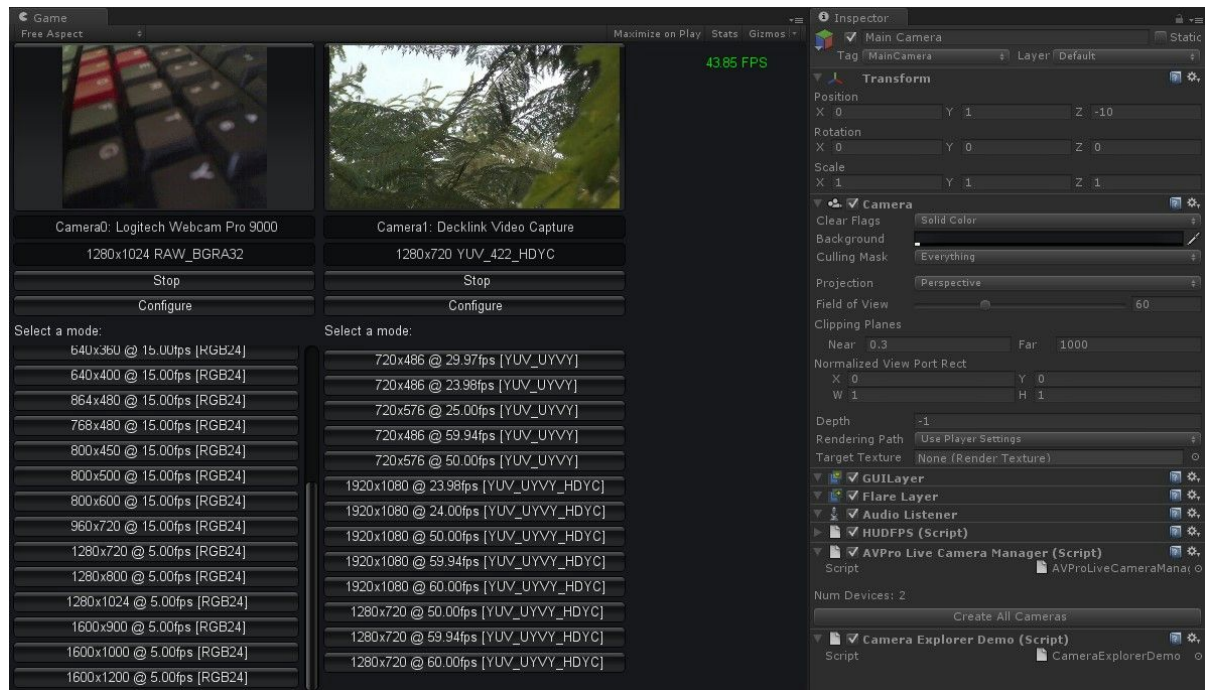 Game
Free Aspect
Maximize on Play Stats Gizmos
43.85 FPS
Camera0: Logitech Webcam Pro 9000
1280x1024 RAW_BGRA32
Stop
Configure
Select a mode:
640x360 @ 15.00fps [RGB24]
640x400 @ 15.00fps [RGB24]
864x480 @ 15.00fps [RGB24]
768x480 @ 15.00fps [RGB24]
800x450 @ 15.00fps [RGB24]
800x500 @ 15.00fps [RGB24]
800x600 @ 15.00fps [RGB24]
960x720 @ 15.00fps [RGB24]
1280x720 @ 5.00fps [RGB24]
1280x800 @ 5.00fps [RGB24]
1280x1024 @ 5.00fps [RGB24]
1600x900 @ 5.00fps [RGB24]
1600x1000 @ 5.00fps [RGB24]
1600x1200 @ 5.00fps [RGB24]
Camera1: Decklink Video Capture
1280x720 YUV_422_HDYC
Stop
Configure
Select a mode:
720x486 @ 29.97fps [YUV_UYVY]
720x486 @ 23.98fps [YUV_UYVY]
720x576 @ 25.00fps [YUV_UYVY]
720x486 @ 59.94fps [YUV_UYVY]
720x576 @ 50.00fps [YUV_UYVY]
1920x1080 @ 23.98fps [YUV_UYVY_HDYC]
1920x1080 @ 24.00fps [YUV_UYVY_HDYC]
1920x1080 @ 50.00fps [YUV_UYVY_HDYC]
1920x1080 @ 59.94fps [YUV_UYVY_HDYC]
1920x1080 @ 60.00fps [YUV_UYVY_HDYC]
1280x720 @ 50.00fps [YUV_UYVY_HDYC]
1280x720 @ 59.94fps [YUV_UYVY_HDYC]
1280x720 @ 60.00fps [YUV_UYVY_HDYC]
Inspector
Main Camera Static
Tag MainCamera Layer Default
Transform
Position
X 0 Y 1 Z -10
Rotation
X 0 Y 0 Z 0
Scale
X 1 Y 1 Z 1
Camera
Clear Flags Solid Color
Background
Culling Mask Everything
Projection Perspective
Field of View 60
Clipping Planes
Near 0.3 Far 1000
Normalized View Port Rect
X 0 Y 0
W 1 H 1
Depth -1
Rendering Path Use Player Settings
Target Texture None (Render Texture)
GUILayer
Flare Layer
Audio Listener
HUDFPS (Script)
AVPro Live Camera Manager (Script)
Script AVProLiveCameraManag
Num Devices: 2
Create All Cameras
Camera Explorer Demo (Script)
Script CameraExplorerDemo